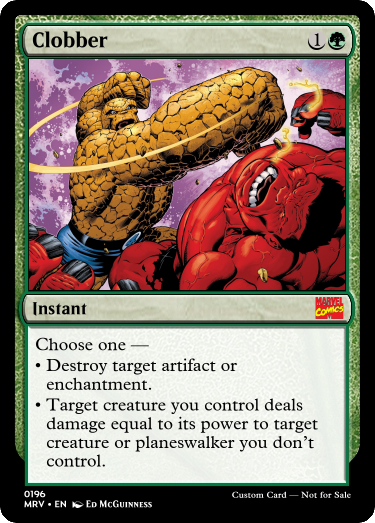 Clobber 1
Instant
MARVEL
COMICS
Choose one —
• Destroy target artifact or
enchantment.
• Target creature you control deals
damage equal to its power to target
creature or planeswalker you don't
control.
0196
MRV • EN Ed McGuinness
Custom Card — Not for Sale